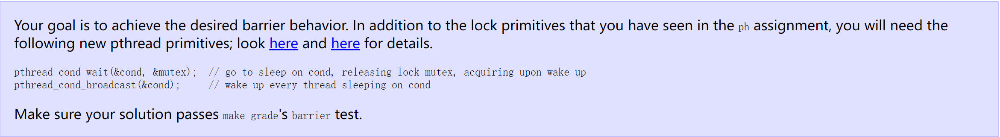 Your goal is to achieve the desired barrier behavior. In addition to the lock primitives that you have seen in the ph assignment, you will need the
following new pthread primitives; look here and here for details.
pthread_cond_wait(&cond, &mutex);  // go to sleep on cond, releasing lock mutex, acquiring upon wake up
pthread_cond_broadcast(&cond);     // wake up every thread sleeping on cond
Make sure your solution passes make grade's barrier test.